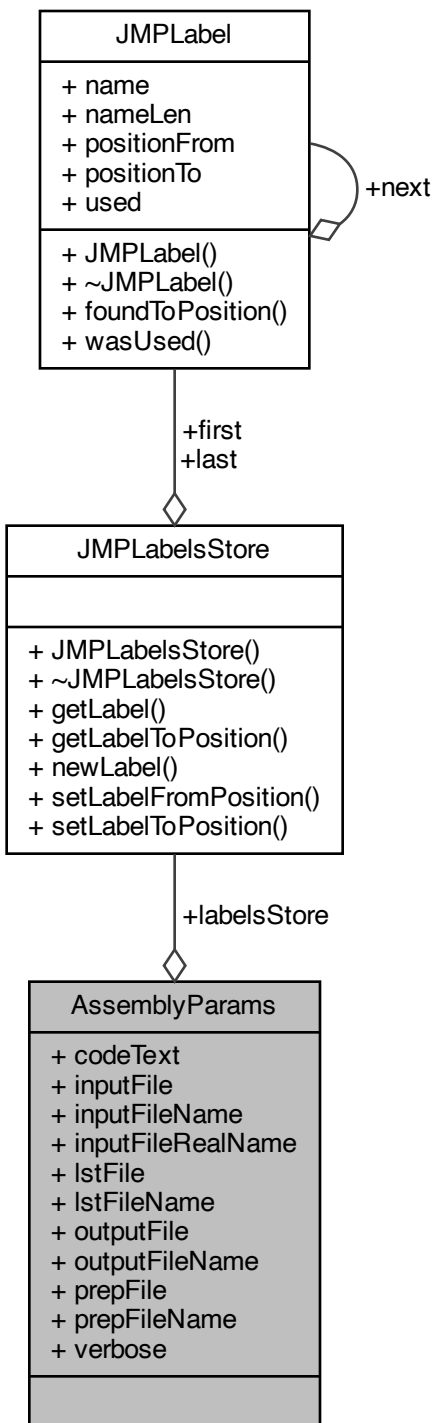 JMPLabel
+ name
+ nameLen
+ positionFrom
+ positionTo
+ used
+ JMPLabel()
+ ~JMPLabel()
+ foundToPosition()
+ wasUsed()
+next
+first
+last
JMPLabelsStore
+ JMPLabelsStore()
+ ~JMPLabelsStore()
+ getLabel()
+ getLabelToPosition()
+ newLabel()
+ setLabelFromPosition()
+ setLabelToPosition()
+labelsStore
AssemblyParams
+ codeText
+ inputFile
+ inputFileName
+ inputFileRealName
+ lstFile
+ lstFileName
+ outputFile
+ outputFileName
+ prepFile
+ prepFileName
+ verbose